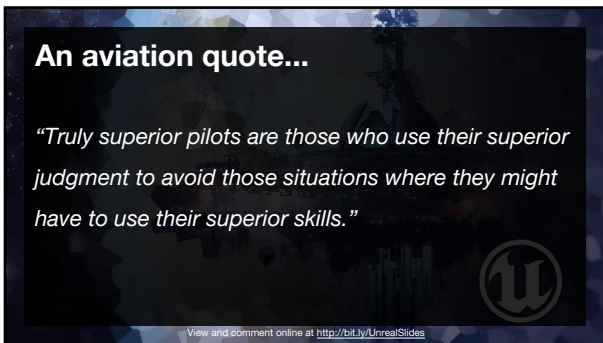 An aviation quote...
“Truly superior pilots are those who use their superior
judgment to avoid those situations where they might
have to use their superior skills.”
View and comment online at http://bit.ly/UnrealSlides